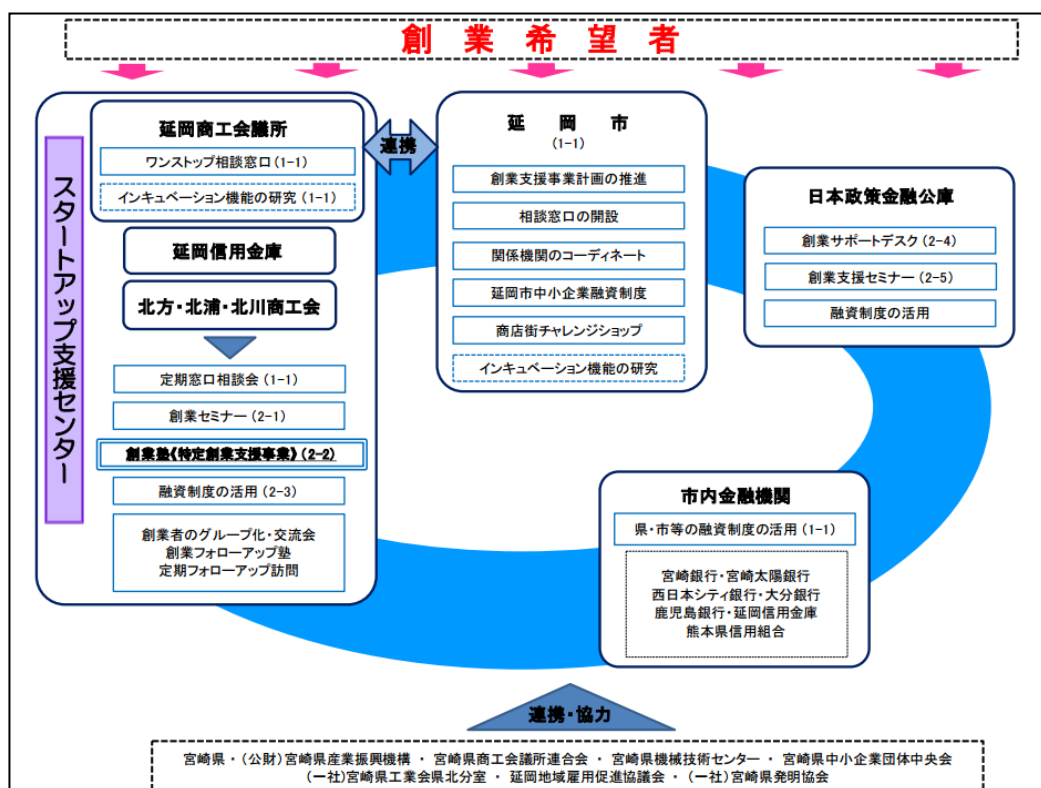 創業希望者
スタートアップ支援センター
延岡商工会議所
ワンストップ相談窓口(1-1)
インキュベーション機能の研究(1-1)
延岡信用金庫
北方・北浦・北川商工会
定期窓口相談会(1-1)
創業セミナー(2-1)
創業塾《特定創業支援事業》(2-2)
融資制度の活用(2-3)
創業者のグループ化・交流会
創業フォローアップ塾
定期フォローアップ訪問
連携
延岡市
(1-1)
創業支援事業計画の推進
相談窓口の開設
関係機関のコーディネート
延岡市中小企業融資制度
商店街チャレンジショップ
インキュベーション機能の研究
日本政策金融公庫
創業サポートデスク(2-4)
創業支援セミナー(2-5)
融資制度の活用
市内金融機関
県・市等の融資制度の活用(1-1)
宮崎銀行・宮崎太陽銀行
西日本シティ銀行・大分銀行
鹿児島銀行・延岡信用金庫
熊本県信用組合
連携・協力
宮崎県・(公財)宮崎県産業振興機構・宮崎県商工会議所連合会・宮崎県機械技術センター・宮崎県中小企業団体中央会
(一社)宮崎県工業会県北分室・延岡地域雇用促進協議会・(一社)宮崎県発明協会